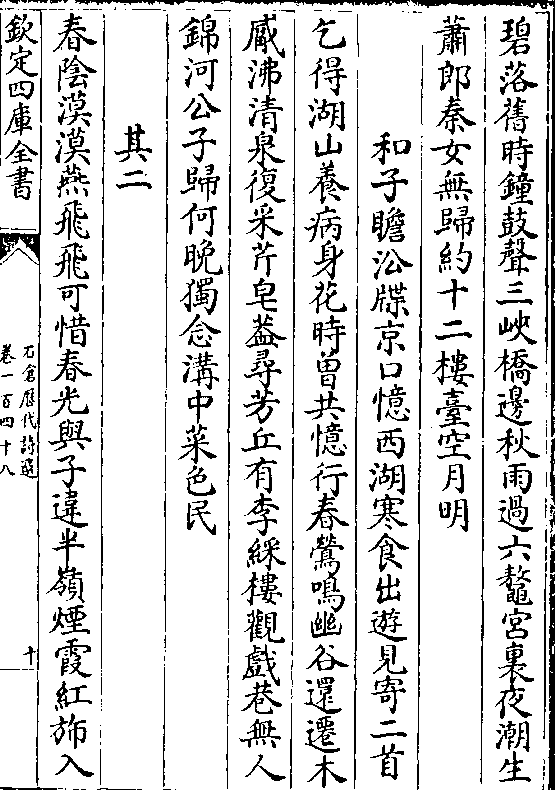 碧落舊時鐘鼓聲三峽橋邊秋雨過六鼇宮裏夜潮生
蕭郎秦女無歸約十二樓臺空月明
和子瞻沿牒京口憶西湖寒食出遊見寄二首
乞得湖山養病身花時曾共憶行春鶯鳴幽谷還遷木
觱沸清泉復采芹皂葢尋芳丘有李綵樓觀戲巷無人
錦河公子歸何晚獨念溝中菜色民
其二
春陰漠漠燕飛飛可惜春光與子違半嶺煙霞紅斾入
欽定四庫全書
石倉歷代詩選
卷一百四十八
十